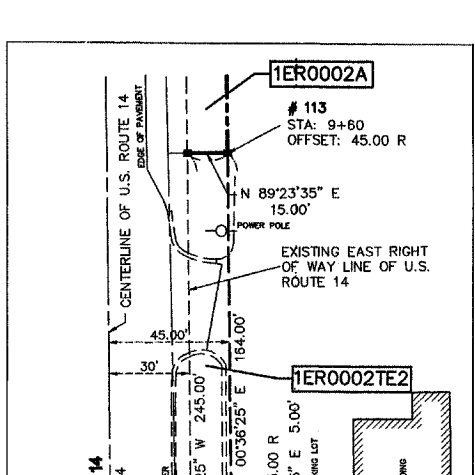 1ER0002A
# 113
STA: 9+60
OFFSET: 45.00 R
CENTERLINE OF U.S. ROUTE 14
EDGE OF PAVEMENT
N 89°23'35" E
15.00'
POWER POLE
EXISTING EAST RIGHT
OF WAY LINE OF U.S.
ROUTE 14
45.00'
30'
164.00'
00°36'25" E
245.00'
25" W
1ER0002TE2
5.00'
" E
.00 R
LOT
14